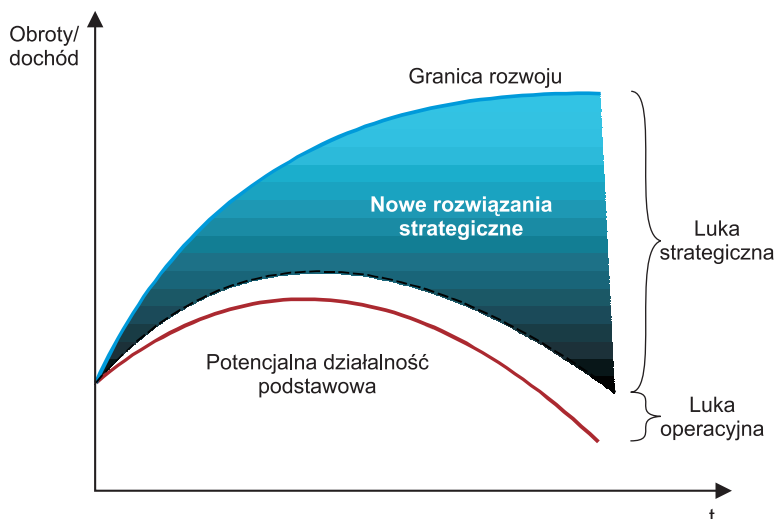 Obroty/
dochód
Granica rozwoju
Nowe rozwiązania
strategiczne
Luka
strategiczna
Potencjalna działalność
podstawowa
Luka
operacyjna
t